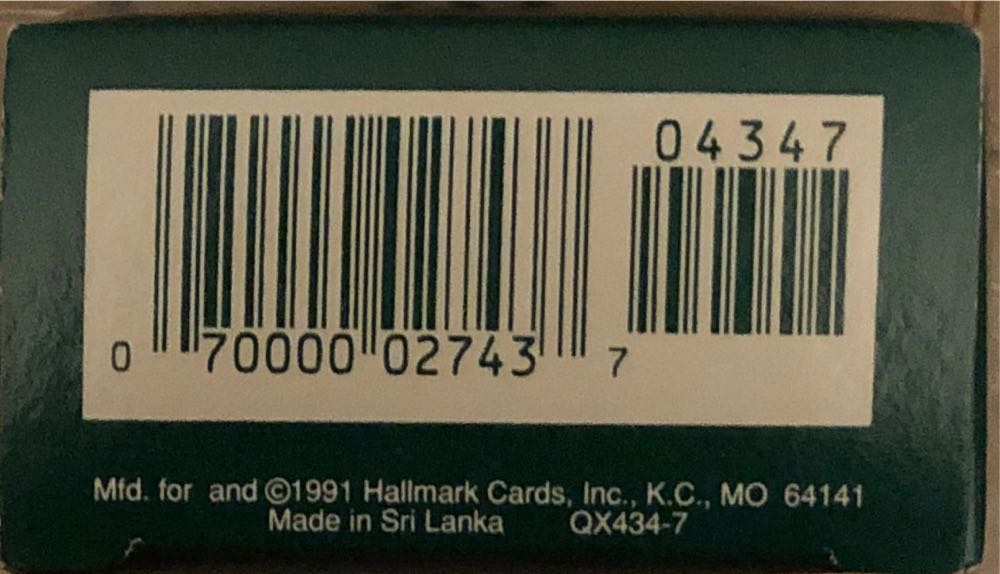 04347
0 70000 02743 7
Mfd. for and ©1991 Hallmark Cards, Inc., K.C., MO 64141
Made in Sri Lanka QX434-7